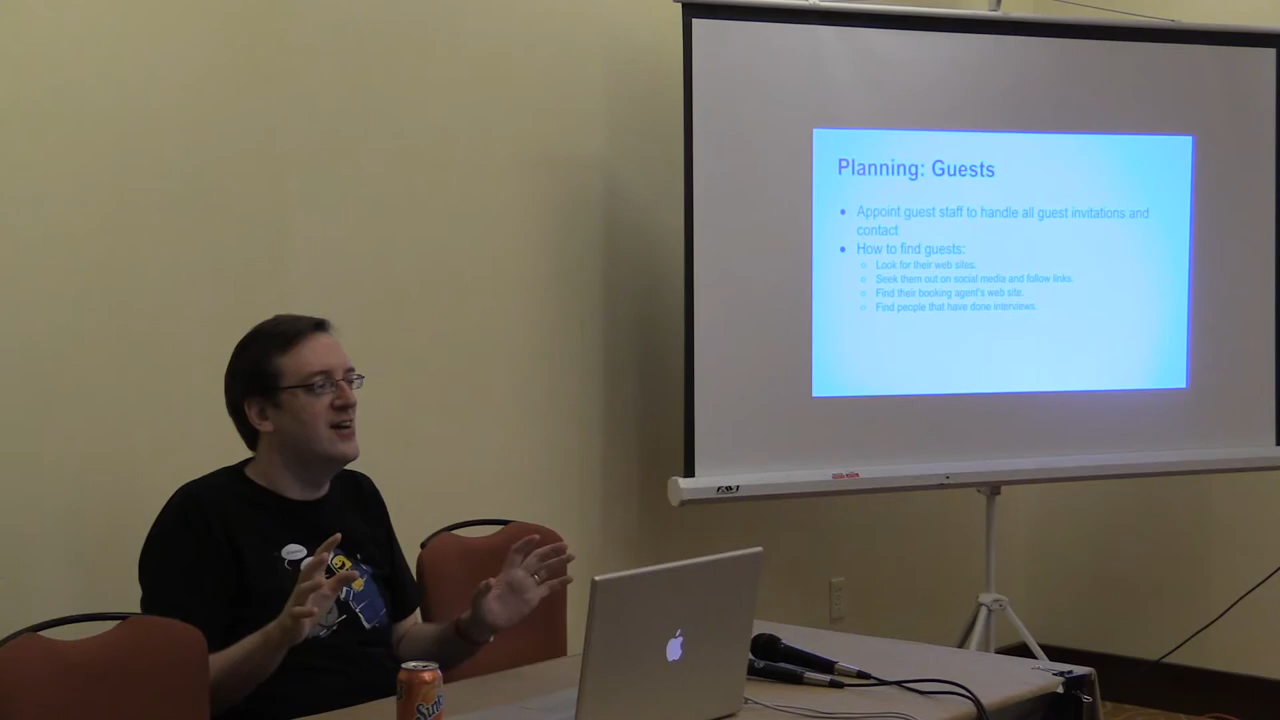 Planning: Guests
● Appoint guest staff to handle all guest invitations and
contact
● How to find guests:
○ Look for their web sites.
○ Seek them out on social media and follow links.
○ Find their booking agent's web site.
○ Find people that have done interviews.
FAVI
Sun